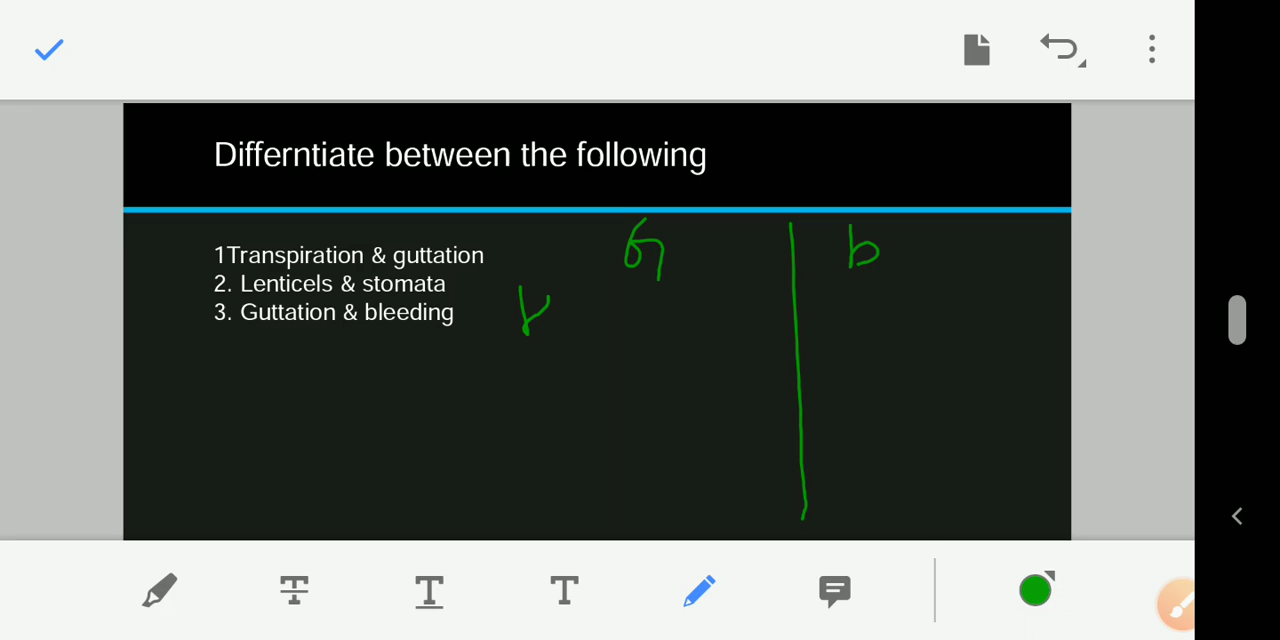 Differntiate between the following
1Transpiration & guttation
2. Lenticels & stomata
3. Guttation & bleeding
G
b